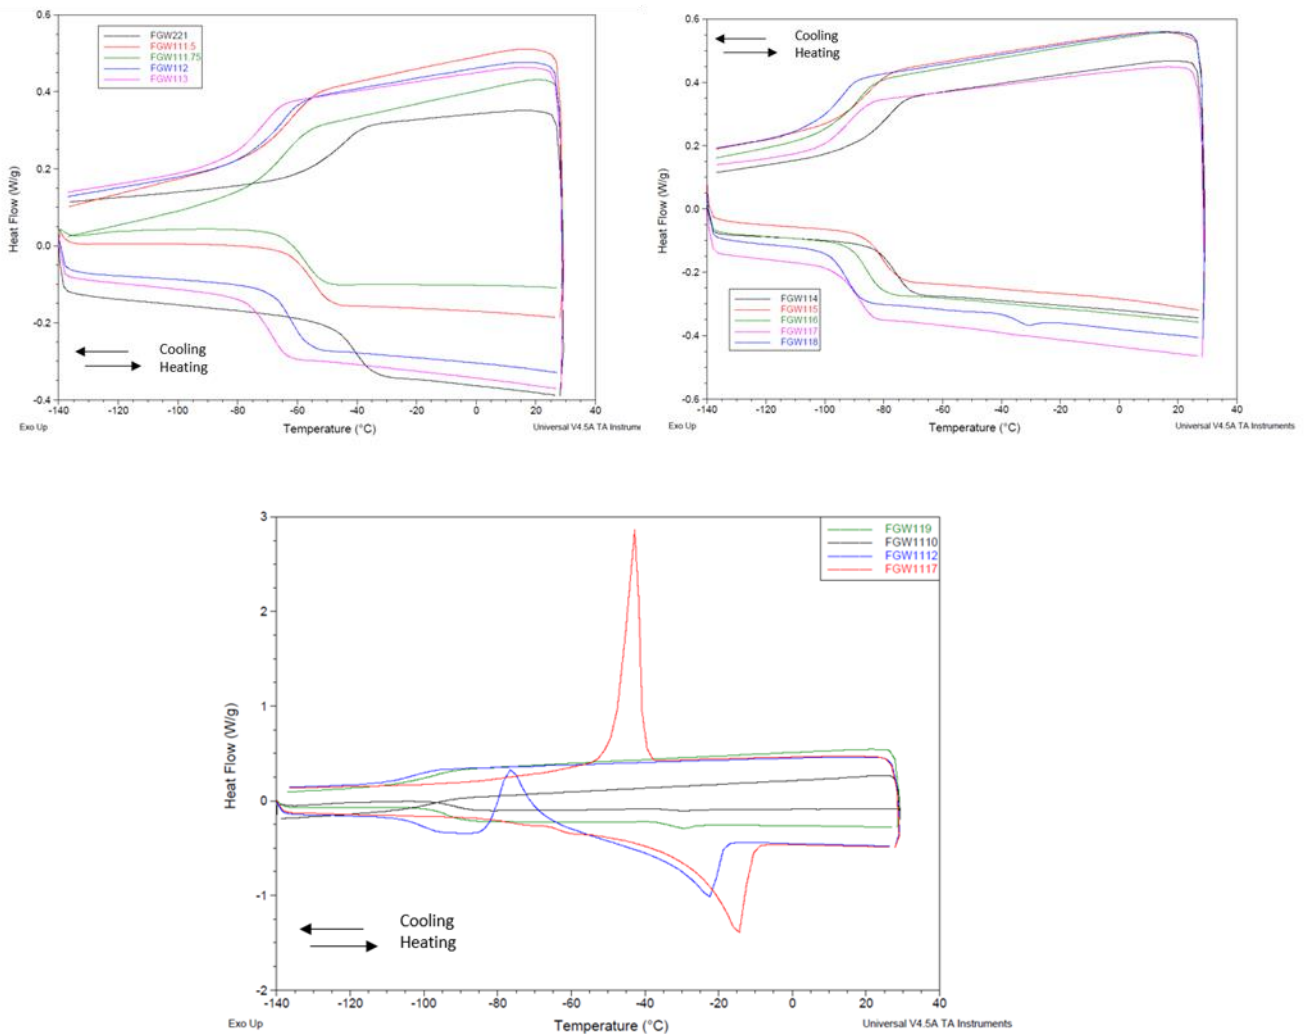 0.6
0.4
0.2
0.0
-0.2
-0.4
Heat Flow (W/g)
FGW221
FGW111.5
FGW111.75
FGW112
FGW113
Cooling
Heating
-140 -120 -100 -80 -60 -40 -20 0 20 40
Exo Up
Temperature (°C)
Universal V4.5A TA Instrume
0.6
0.4
0.2
0.0
-0.2
-0.4
-0.6
Heat Flow (W/g)
Cooling
Heating
FGW114
FGW115
FGW116
FGW117
FGW118
-140 -120 -100 -80 -60 -40 -20 0 20 40
Exo Up
Temperature (°C)
Universal V4.5A TA Instruments
3
2
1
0
-1
-2
Heat Flow (W/g)
FGW119
FGW1110
FGW1112
FGW1117
Cooling
Heating
-140 -120 -100 -80 -60 -40 -20 0 20 40
Exo Up
Temperature (°C)
Universal V4.5A TA Instruments